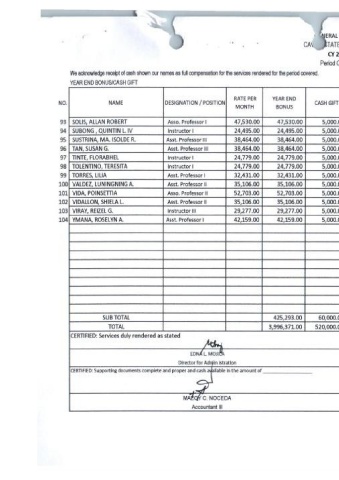 NERAL
STATE
CY 2
Period C
We acknowledge receipt of cash shown our names as full compensation for the services rendered for the period covered.
YEAR END BONUS/CASH GIFT
NO. NAME DESIGNATION / POSITION RATE PER MONTH YEAR END BONUS CASH GIFT
93 SOLIS, ALLAN ROBERT Asso. Professor I 47,530.00 47,530.00 5,000.
94 SUBONG, QUINTIN L. IV Instructor I 24,495.00 24,495.00 5,000.
95 SUSTRINA, MA. ISOLDE R. Asst. Professor III 38,464.00 38,464.00 5,000.
96 TAN, SUSAN G. Asst. Professor III 38,464.00 38,464.00 5,000.
97 TINTE, FLORABHEL Instructor I 24,779.00 24,779.00 5,000.
98 TOLENTINO, TERESITA Instructor I 24,779.00 24,779.00 5,000.
99 TORRES, LILIA Asst. Professor I 32,431.00 32,431.00 5,000.
100 VALDEZ, LUNINGNING A. Asst. Professor II 35,106.00 35,106.00 5,000.
101 VIDA, POINSETTIA Asso. Professor II 52,703.00 52,703.00 5,000.
102 VIDALLON, SHIELA L. Asst. Professor II 35,106.00 35,106.00 5,000.
103 VIRAY, REIZEL G. Instructor III 29,277.00 29,277.00 5,000.
104 YMANA, ROSELYN A. Asst. Professor I 42,159.00 42,159.00 5,000.
SUB TOTAL 425,293.00 60,000.
TOTAL 3,996,371.00 520,000.
CERTIFIED: Services duly rendered as stated
EDNA L.
Director for Administration
CERTIFIED: Supporting documents complete and proper and cash available in the amount of
C. NOCEDA
Accountant III